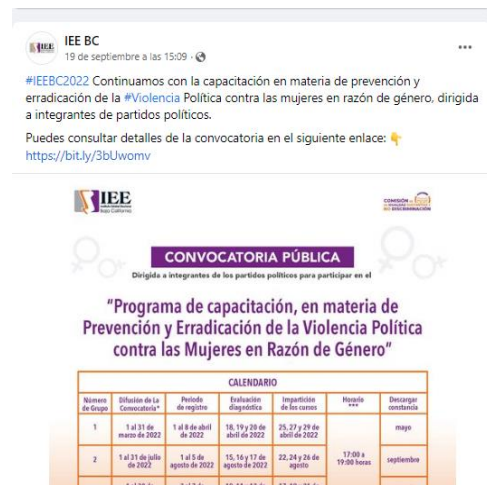 IEE BC
19 de septiembre a las 15:09 ·
#IEEBC2022 Continuamos con la capacitación en materia de prevención y
erradicación de la #Violencia Política contra las mujeres en razón de género, dirigida
a integrantes de partidos políticos.
Puedes consultar detalles de la convocatoria en el siguiente enlace: 👇
https://bit.ly/3bUwomv
IEE
Baja California
COMISIÓN
NO DISCRIMINACIÓN
CONVOCATORIA PÚBLICA
Dirigida a integrantes de los partidos políticos para participar en el
“Programa de capacitación, en materia de
Prevención y Erradicación de la Violencia Política
contra las Mujeres en Razón de Género”
CALENDARIO
Número de Grupo | Difusión de La Convocatoria* | Periodo de registro | Evaluación diagnóstica | Impartición de los cursos | Horario *** | Descargar constancia
1 | 1 al 31 de marzo de 2022 | 1 al 8 de abril de 2022 | 18, 19 y 20 de abril de 2022 | 25, 27 y 29 de abril de 2022 | 17:00 a 19:00 horas | mayo
2 | 1 al 31 de julio de 2022 | 1 al 5 de agosto de 2022 | 15, 16 y 17 de agosto de 2022 | 22, 24 y 26 de agosto | septiembre